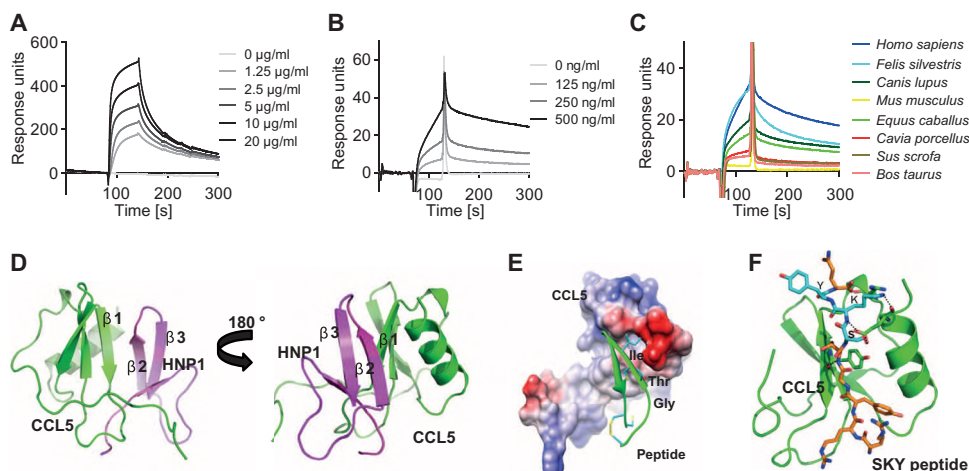 A
Response units
600
400
200
0
100
200
300
Time [s]
0 µg/ml
1.25 µg/ml
2.5 µg/ml
5 µg/ml
10 µg/ml
20 µg/ml
B
Response units
60
40
20
0
100
200
300
Time [s]
0 ng/ml
125 ng/ml
250 ng/ml
500 ng/ml
C
Response units
40
20
0
100
200
300
Time [s]
Homo sapiens
Felis silvestris
Canis lupus
Mus musculus
Equus caballus
Cavia porcellus
Sus scrofa
Bos taurus
D
β1
β3
β2
HNP1
CCL5
180 °
β3
β1
HNP1
β2
CCL5
E
CCL5
Ile
Thr
Gly
Peptide
F
Y
K
S
CCL5
SKY peptide